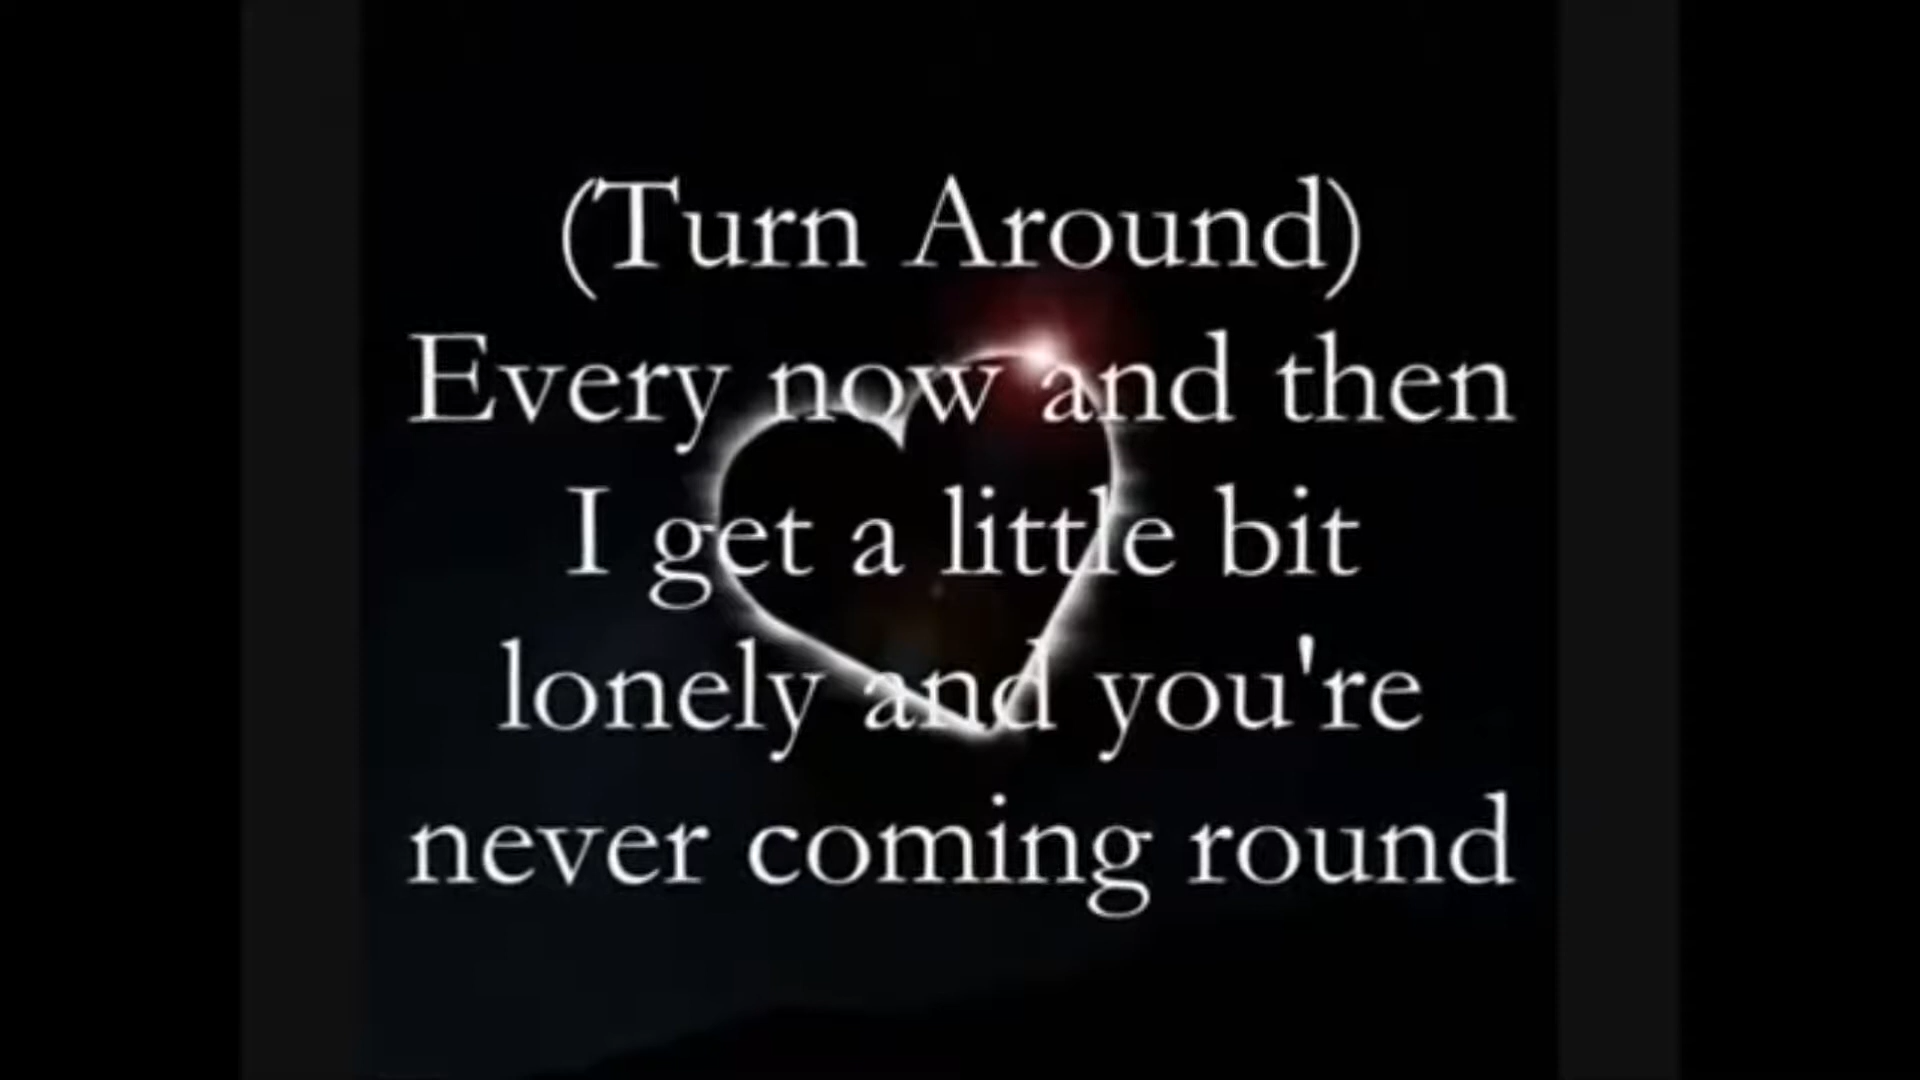 (Turn Around)
Every now and then
I get a little bit
lonely and you're
never coming round